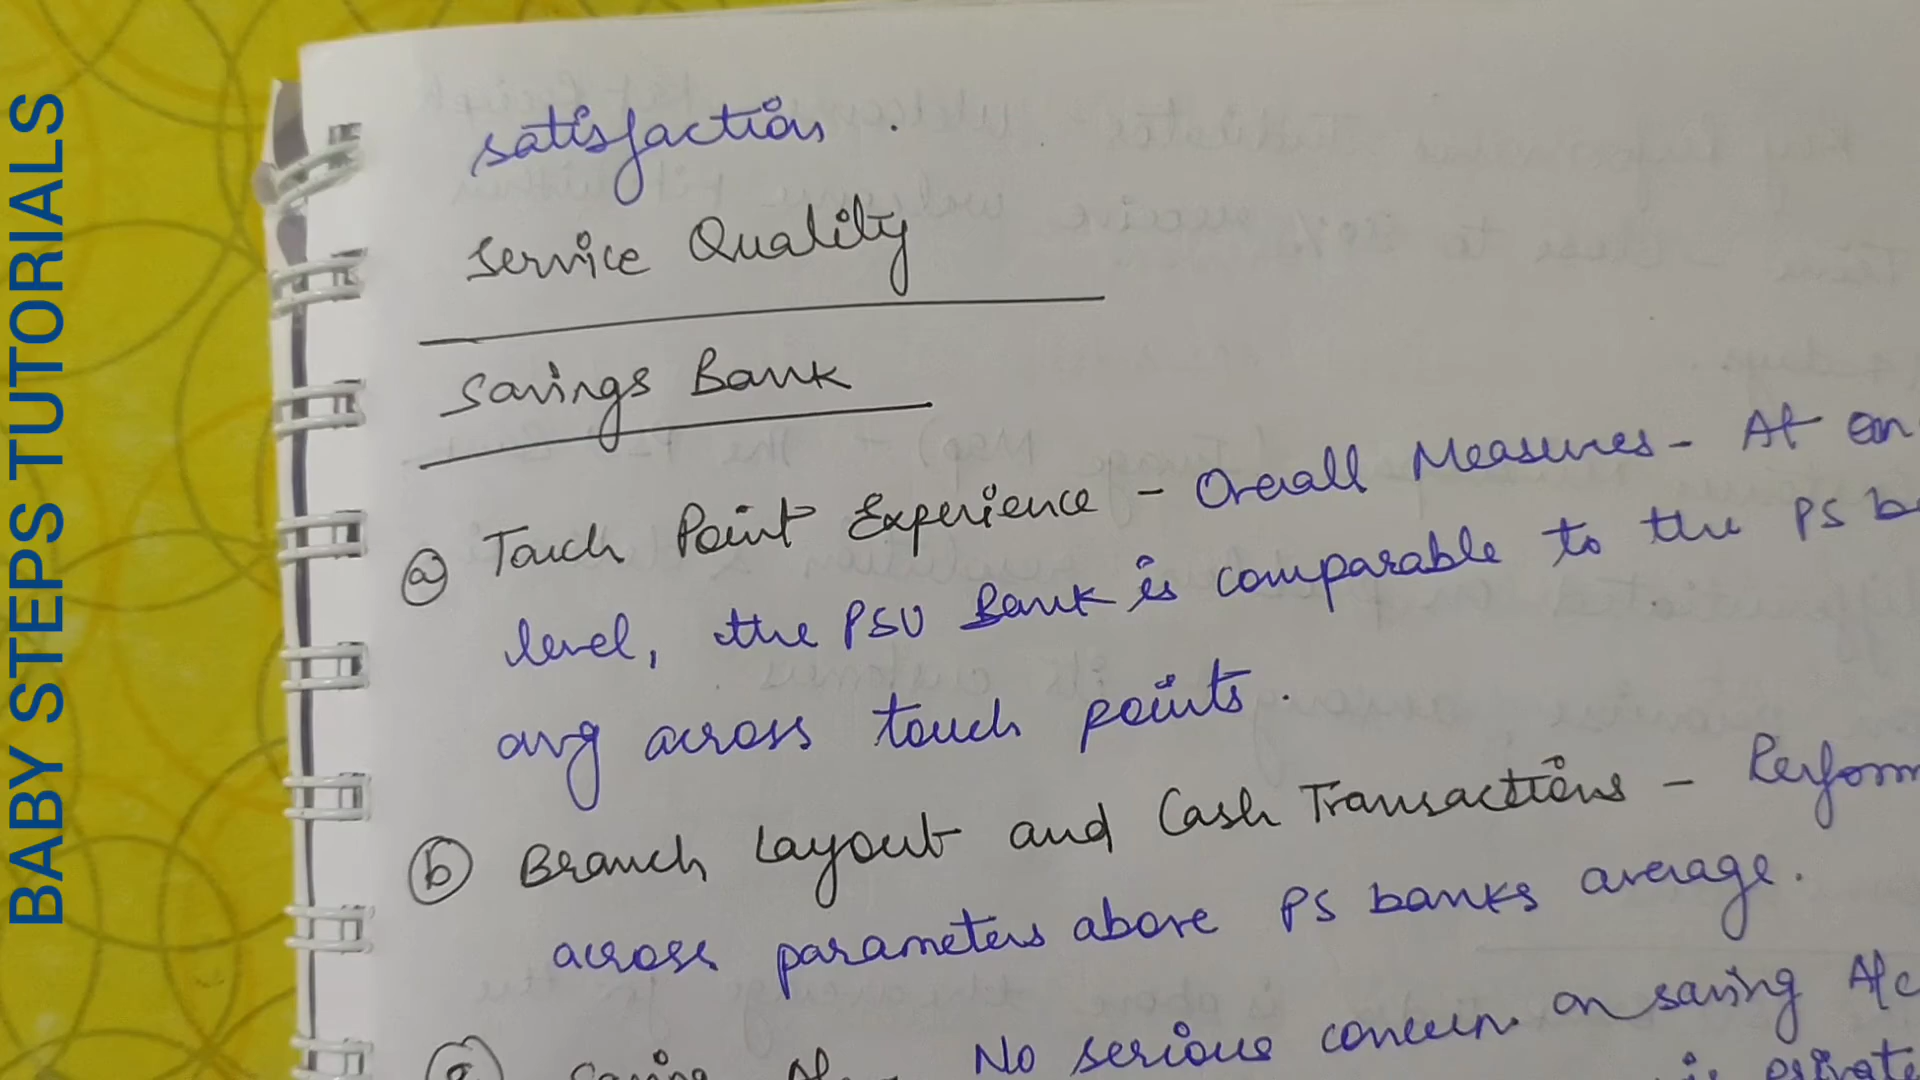 BABY STEPS TUTORIALS
satisfaction.
Service Quality
Savings Bank
(a) Touch Point Experience - Overall Measures - At an
level, the PSU Bank is comparable to the PS
avg across touch points.
(b) Branch Layout and Cash Transactions - Perform
across parameters above PS banks average.
No serious concern on saving A/c